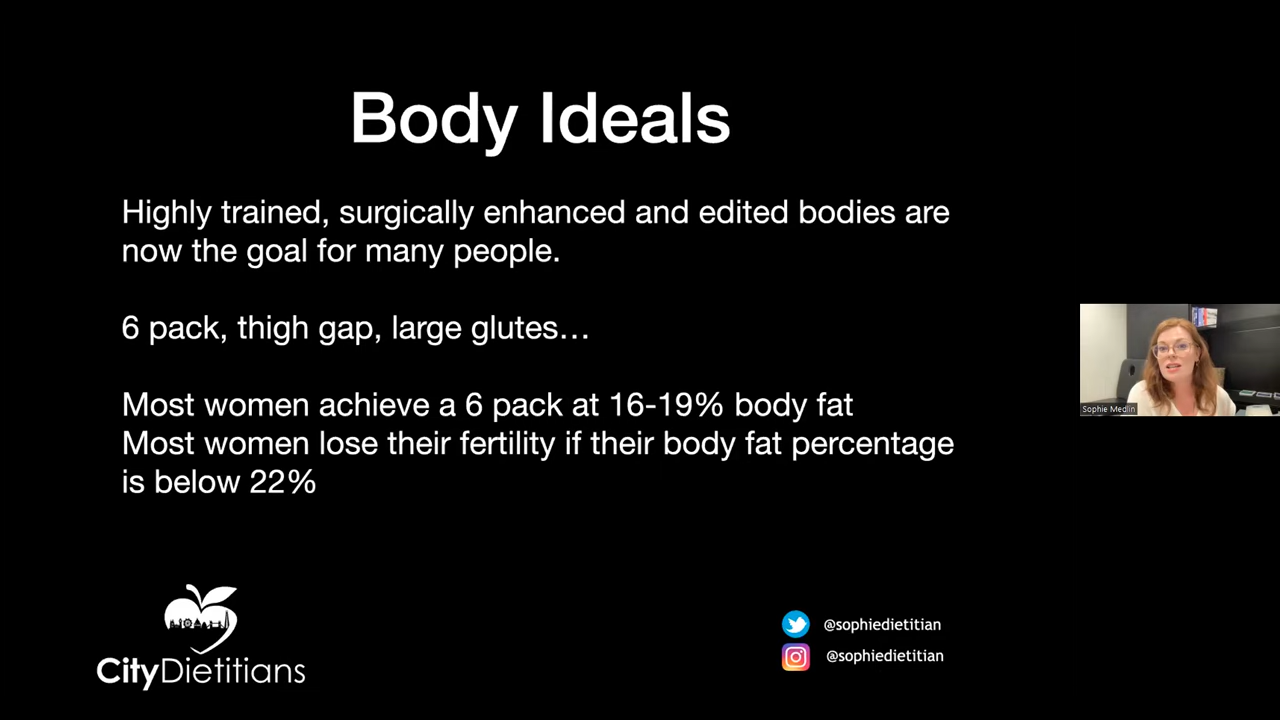 Body Ideals
Highly trained, surgically enhanced and edited bodies are
now the goal for many people.
6 pack, thigh gap, large glutes…
Most women achieve a 6 pack at 16-19% body fat
Most women lose their fertility if their body fat percentage
is below 22%
Sophie Medlin
CityDietitians
@sophiedietitian
@sophiedietitian